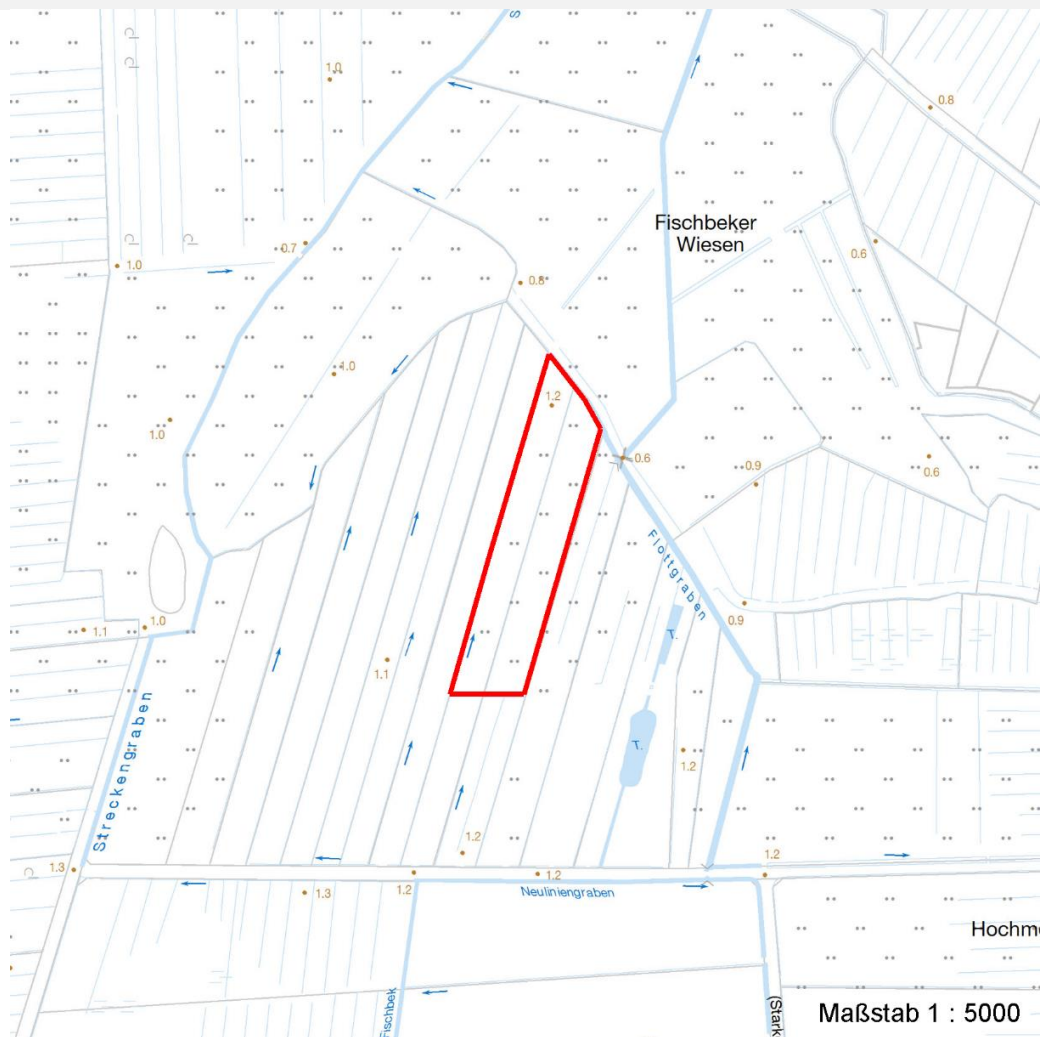 S
1.0
0.8
Fischbeker
Wiesen
0.7
0.6
1.0
0.8
1.0
1.2
1.0
0.6
0.9
0.6
Flottgraben
1.1
1.0
0.9
T.
1.1
Streckengraben
T.
1.2
1.2
1.3
1.2
1.2
1.2
1.3
Neuliniengraben
Hochm
Fischbek
(Stark
Maßstab 1 : 5000